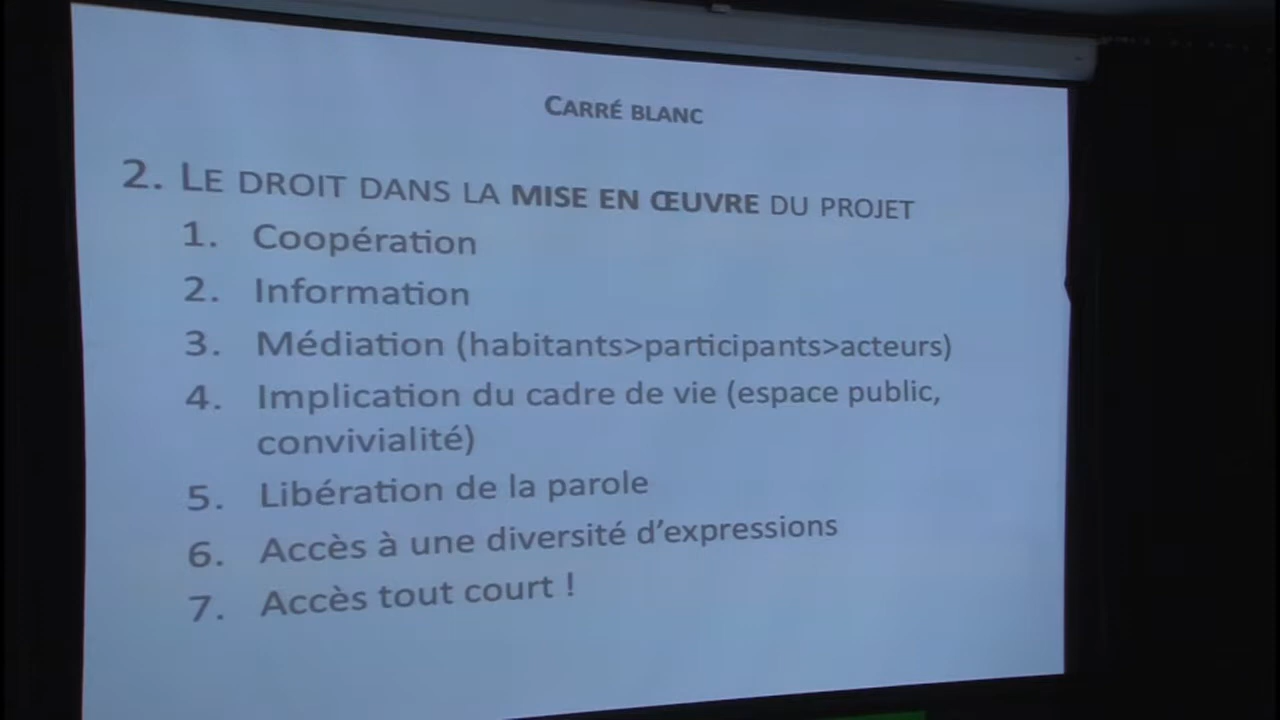 CARRÉ BLANC
2. LE DROIT DANS LA MISE EN ŒUVRE DU PROJET
1. Coopération
2. Information
3. Médiation (habitants>participants>acteurs)
4. Implication du cadre de vie (espace public,
convivialité)
5. Libération de la parole
6. Accès à une diversité d’expressions
7. Accès tout court !